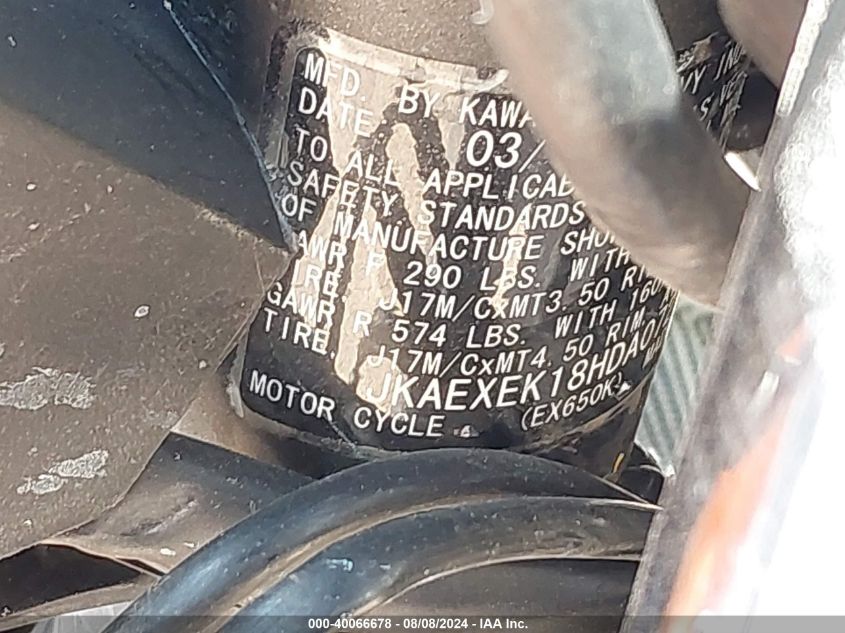 MFD. BY KAWA
DATE 03/
TO ALL APPLICAB
SAFETY STANDARDS
OF MANUFACTURE SHO
AWR F 290 LBS. WITH
IRE, J17M/CxMT3.50 RI
GAWR R 574 LBS. WITH 160
TIRE, J17M/CxMT4.50 RIM,
JKAEXEK18HDA0
MOTOR CYCLE (EX650K)
000-40066678 - 08/08/2024 - IAA Inc.